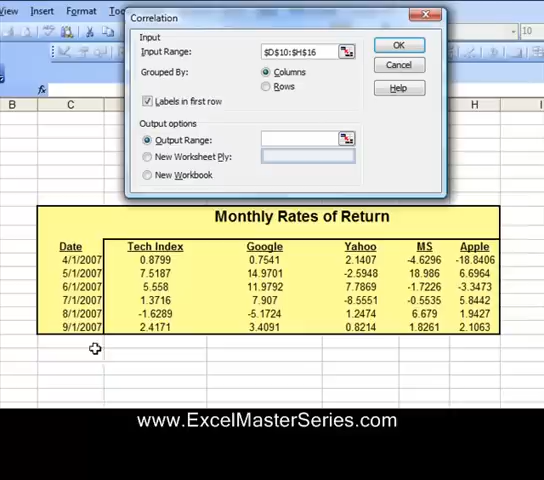 Correlation
View Insert Format
10
Input
Input Range: $D$10:$H$16
OK
Grouped By: Columns
Cancel
Rows
Help
Labels in first row
Output options
Output Range:
New Worksheet Ply:
New Workbook
fx
B C H I
Monthly Rates of Return
Date Tech Index Google Yahoo MS Apple
4/1/2007 0.8799 0.7541 2.1407 -4.6296 -18.8406
5/1/2007 7.5187 14.9701 -2.5948 18.986 6.6964
6/1/2007 5.558 11.9792 7.7869 -1.7226 -3.3473
7/1/2007 1.3716 7.907 -8.5551 -0.5535 5.8442
8/1/2007 -1.6289 -5.1724 1.2474 6.679 1.9427
9/1/2007 2.4171 3.4091 0.8214 1.8261 2.1063
www.ExcelMasterSeries.com